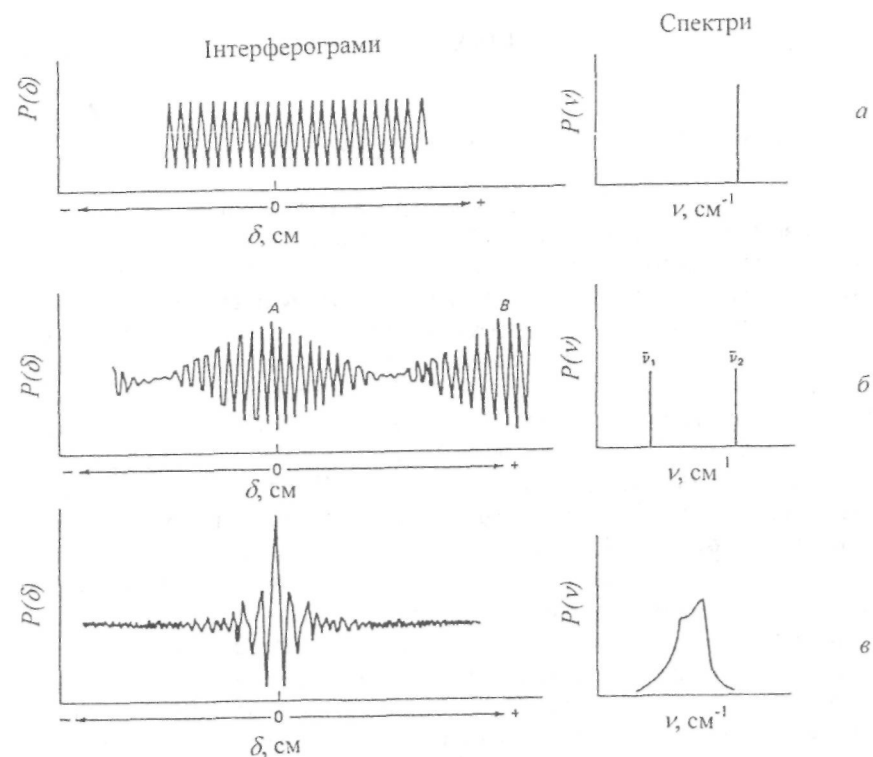 Інтерферограми
Спектри
P(δ)
P(ν)
а
- 0 +
δ, см
ν, см⁻¹
A
B
P(δ)
P(ν)
ν̄₁
ν̄₂
б
- 0 +
δ, см
ν, см⁻¹
P(δ)
P(ν)
в
- 0 +
δ, см
ν, см⁻¹